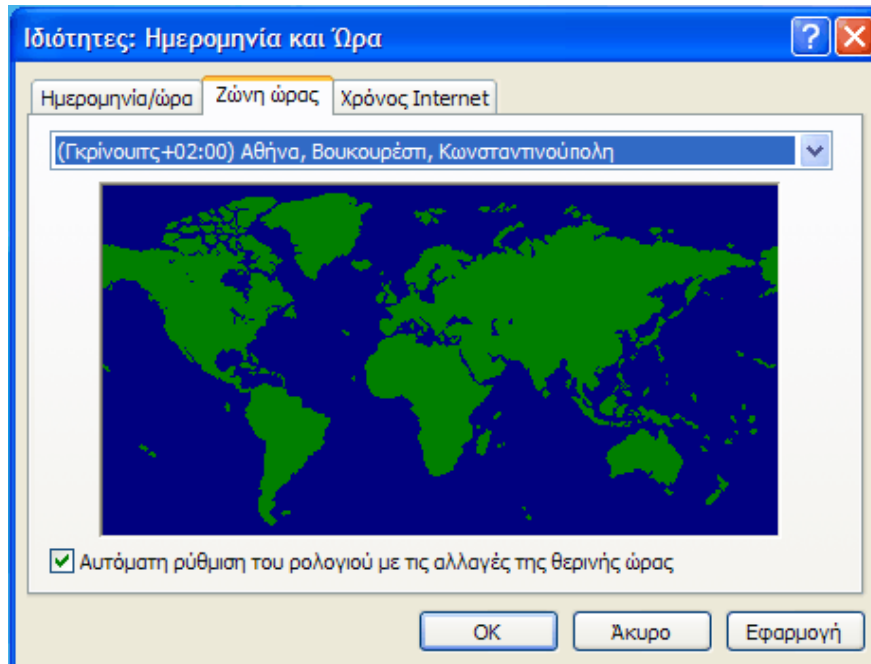 Ιδιότητες: Ημερομηνία και Ώρα
Ημερομηνία/ώρα Ζώνη ώρας Χρόνος Internet
(Γκρίνουιτς+02:00) Αθήνα, Βουκουρέστι, Κωνσταντινούπολη
Αυτόματη ρύθμιση του ρολογιού με τις αλλαγές της θερινής ώρας
OK Άκυρο Εφαρμογή